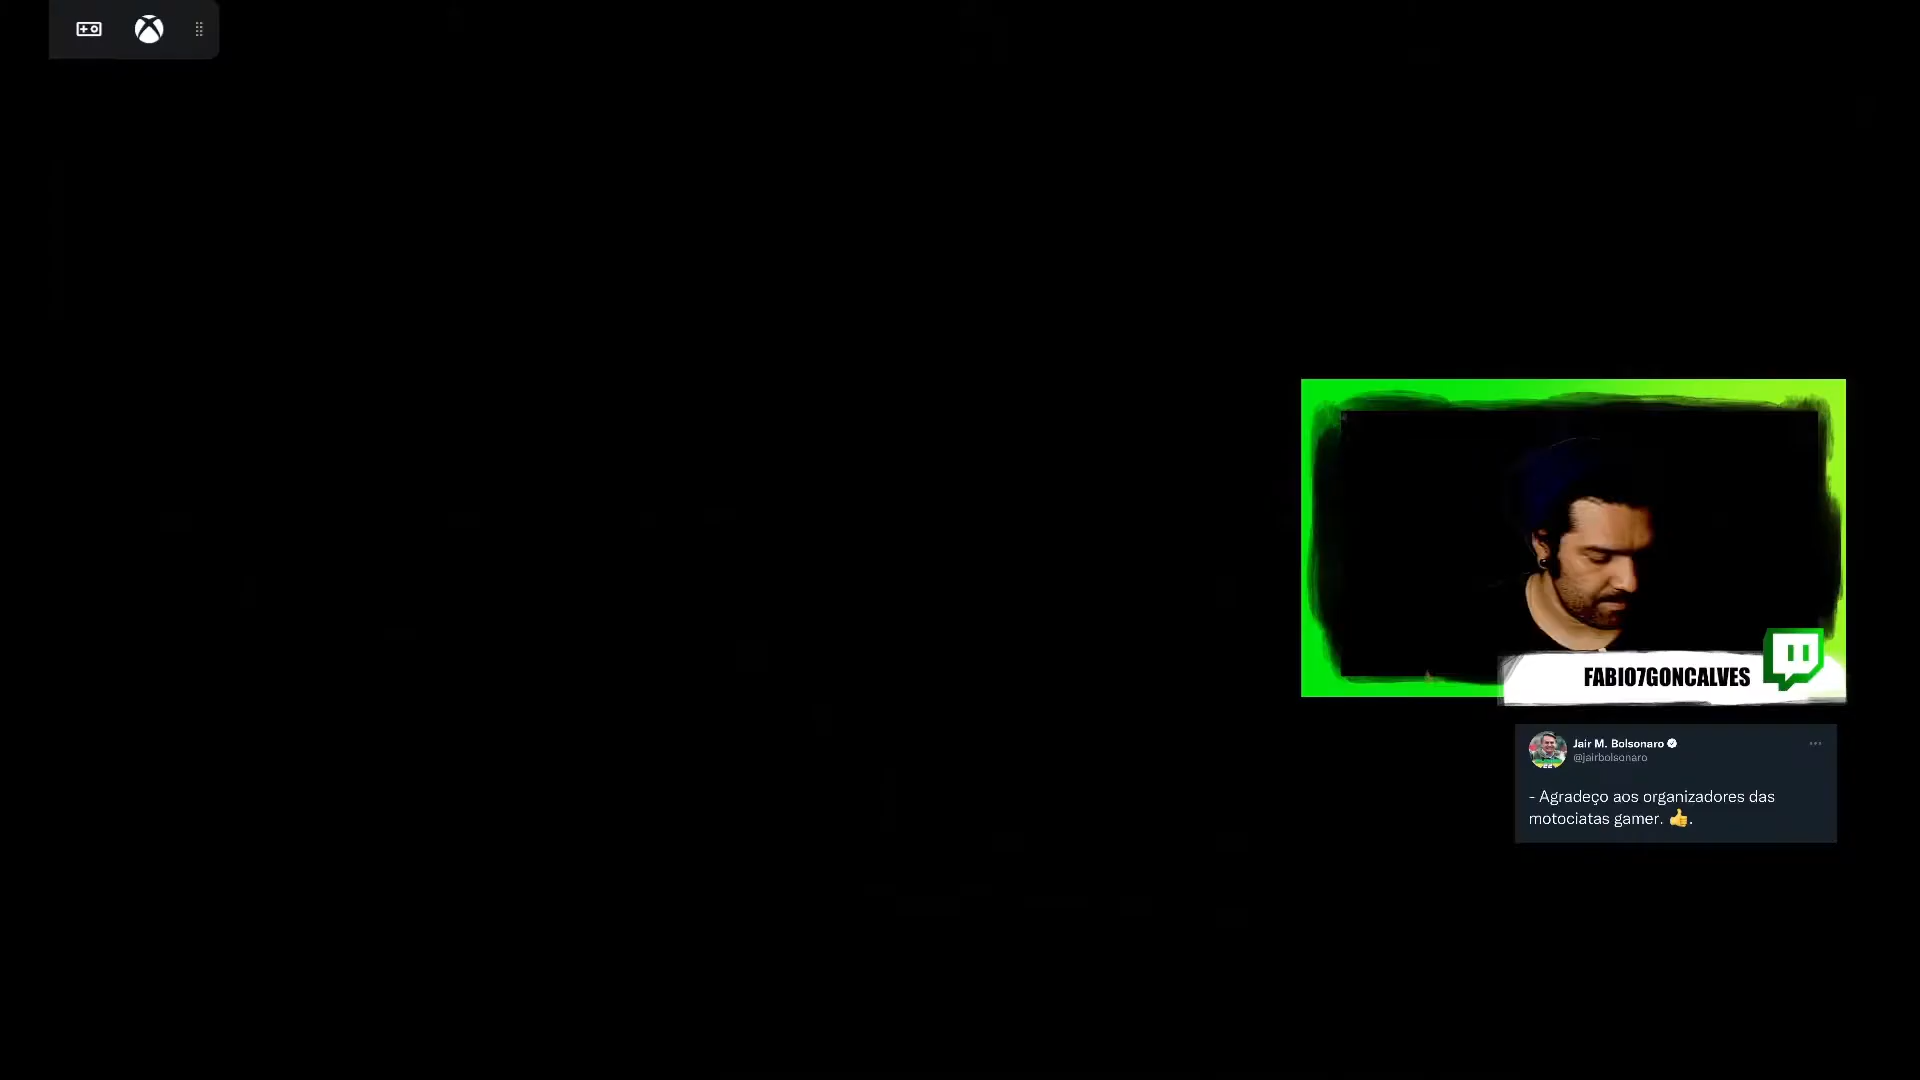 FABIO7GONCALVES
Jair M. Bolsonaro
@jairbolsonaro
- Agradeço aos organizadores das
motociatas gamer. 👍.